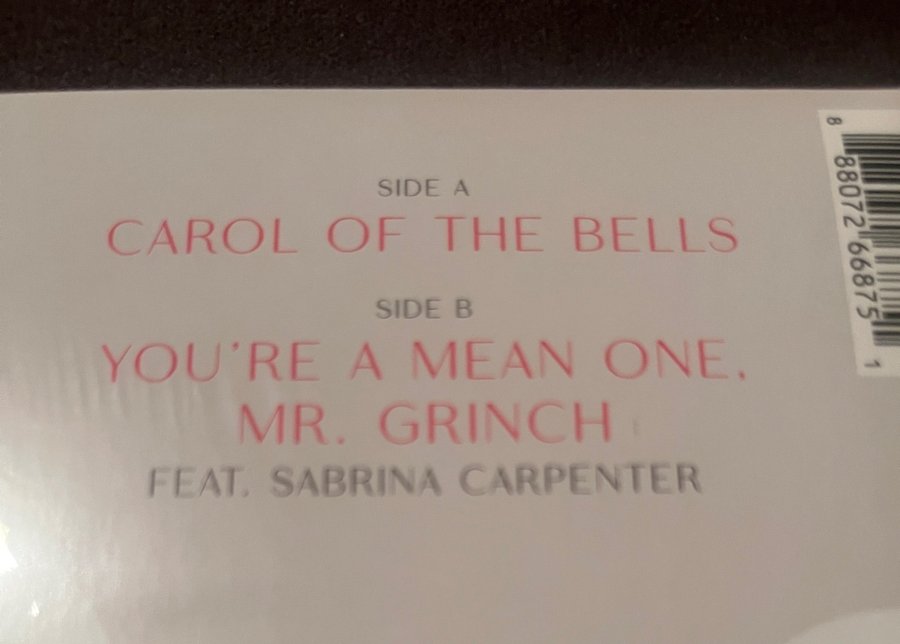 SIDE A
CAROL OF THE BELLS
SIDE B
YOU'RE A MEAN ONE,
MR. GRINCH
FEAT. SABRINA CARPENTER
8 88072 66875 1